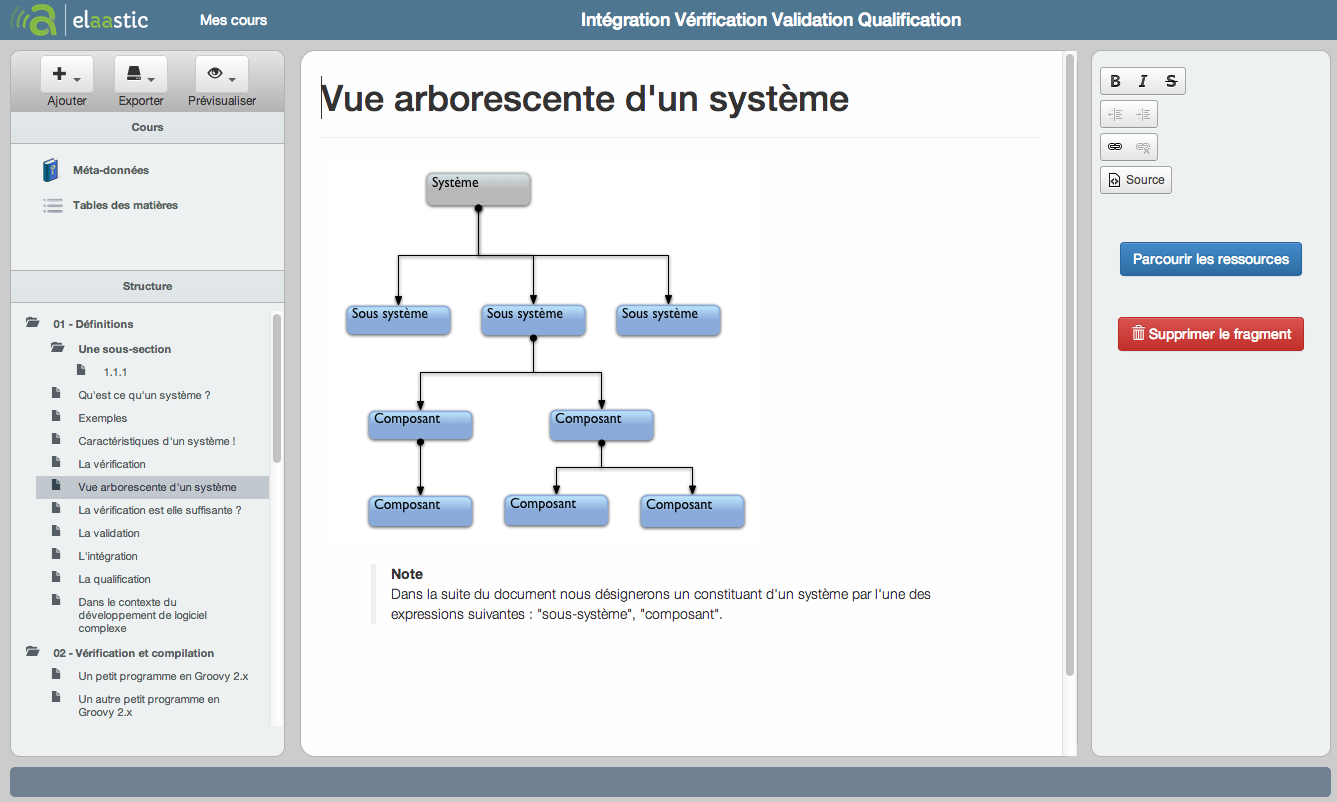 elaastic
Mes cours
Intégration Vérification Validation Qualification
Ajouter
Exporter
Prévisualiser
Cours
Méta-données
Tables des matières
Structure
01 - Définitions
Une sous-section
1.1.1
Qu'est ce qu'un système ?
Exemples
Caractéristiques d'un système !
La vérification
Vue arborescente d'un système
La vérification est elle suffisante ?
La validation
L'intégration
La qualification
Dans le contexte du
développement de logiciel
complexe
02 - Vérification et compilation
Un petit programme en Groovy 2.x
Un autre petit programme en
Groovy 2.x
Vue arborescente d'un système
Système
Sous système
Sous système
Sous système
Composant
Composant
Composant
Composant
Composant
Note
Dans la suite du document nous désignerons un constituant d'un système par l'une des
expressions suivantes : "sous-système", "composant".
B I S
Source
Parcourir les ressources
Supprimer le fragment